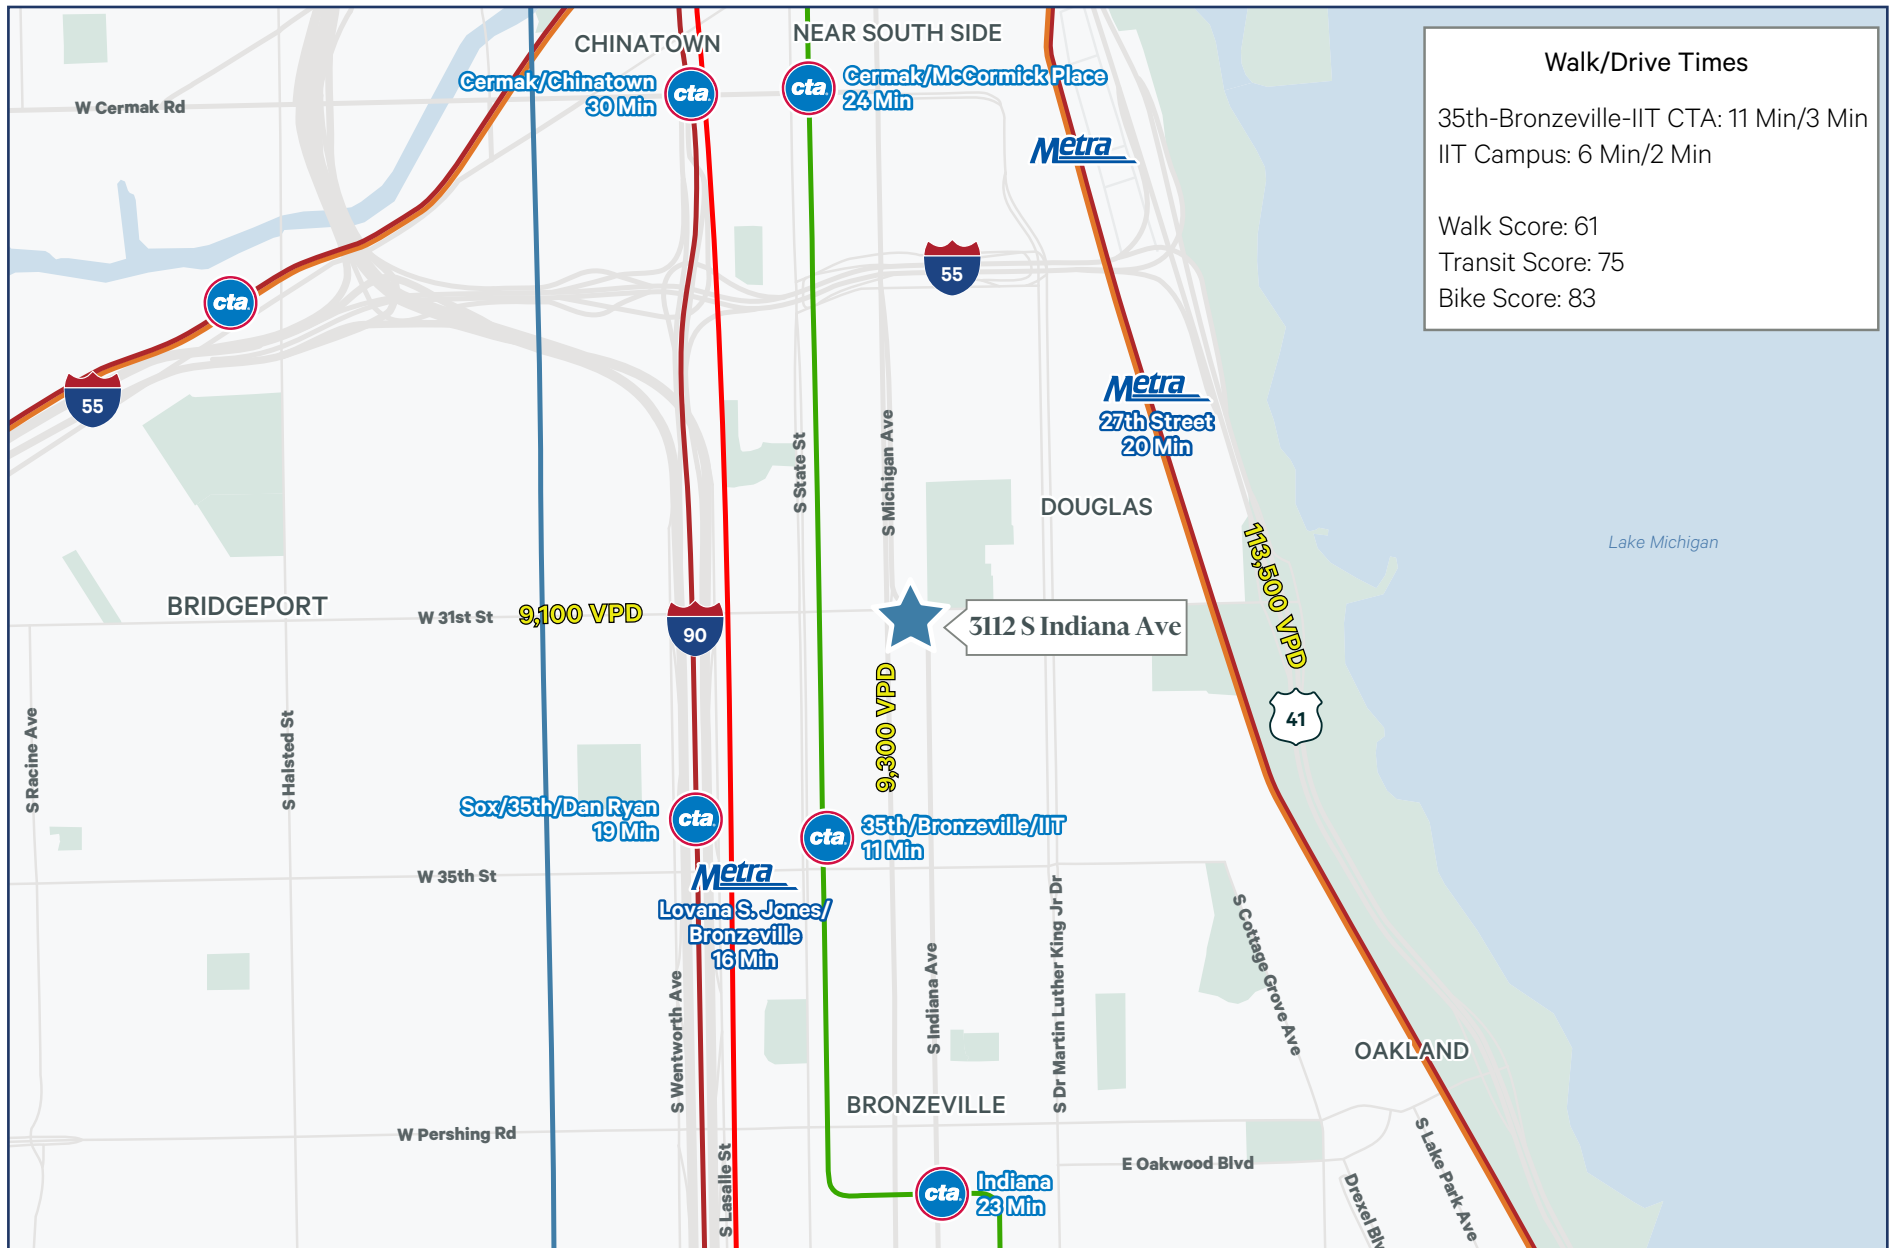 CHINATOWN
NEAR SOUTH SIDE
Walk/Drive Times
35th-Bronzeville-IIT CTA: 11 Min/3 Min
IIT Campus: 6 Min/2 Min
Walk Score: 61
Transit Score: 75
Bike Score: 83
Cermak/Chinatown
30 Min
cta
cta
Cermak/McCormick Place
24 Min
W Cermak Rd
Metra
55
cta
55
Metra
27th Street
20 Min
S State St
S Michigan Ave
DOUGLAS
Lake Michigan
113,500 VPD
BRIDGEPORT
W 31st St
9,100 VPD
90
3112 S Indiana Ave
9,300 VPD
41
S Racine Ave
S Halsted St
Sox/35th/Dan Ryan
19 Min
cta
cta
35th/Bronzeville/IIT
11 Min
W 35th St
Metra
Lovana S. Jones/
Bronzeville
16 Min
S Wentworth Ave
S Indiana Ave
S Dr Martin Luther King Jr Dr
S Cottage Grove Ave
OAKLAND
BRONZEVILLE
W Pershing Rd
S Lasalle St
E Oakwood Blvd
cta
Indiana
23 Min
Drexel Blv
S Lake Park Ave